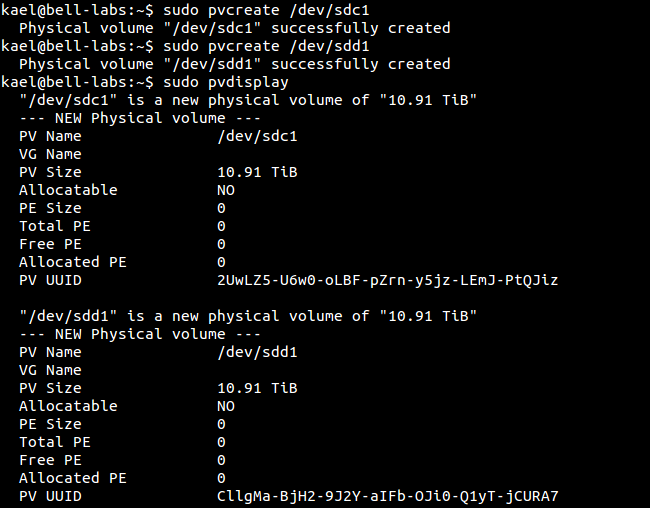 kael@bell-labs:~$ sudo pvcreate /dev/sdc1
  Physical volume "/dev/sdc1" successfully created
kael@bell-labs:~$ sudo pvcreate /dev/sdd1
  Physical volume "/dev/sdd1" successfully created
kael@bell-labs:~$ sudo pvdisplay
  "/dev/sdc1" is a new physical volume of "10.91 TiB"
  --- NEW Physical volume ---
  PV Name               /dev/sdc1
  VG Name
  PV Size               10.91 TiB
  Allocatable           NO
  PE Size               0
  Total PE              0
  Free PE               0
  Allocated PE          0
  PV UUID               2UwLZ5-U6w0-oLBF-pZrn-y5jz-LEmJ-PtQJiz

  "/dev/sdd1" is a new physical volume of "10.91 TiB"
  --- NEW Physical volume ---
  PV Name               /dev/sdd1
  VG Name
  PV Size               10.91 TiB
  Allocatable           NO
  PE Size               0
  Total PE              0
  Free PE               0
  Allocated PE          0
  PV UUID               CllgMa-BjH2-9J2Y-aIFb-OJi0-Q1yT-jCURA7